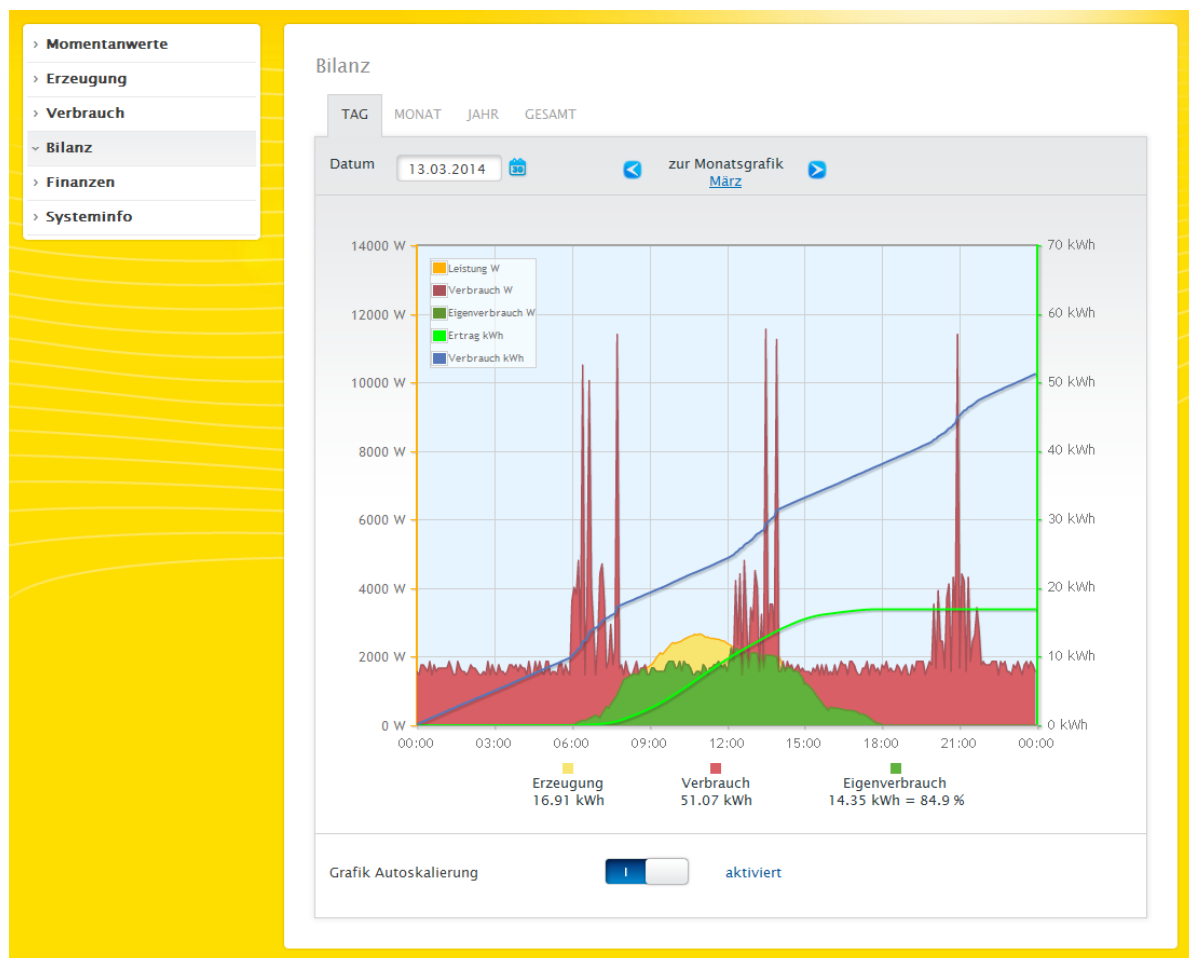 Momentanwerte
Erzeugung
Verbrauch
Bilanz
Finanzen
Systeminfo
Bilanz
TAG MONAT JAHR GESAMT
Datum 13.03.2014 zur Monatsgrafik
März
14000 W
12000 W
10000 W
8000 W
6000 W
4000 W
2000 W
0 W
Leistung W
Verbrauch W
Eigenverbrauch W
Ertrag kWh
Verbrauch kWh
70 kWh
60 kWh
50 kWh
40 kWh
30 kWh
20 kWh
10 kWh
0 kWh
00:00 03:00 06:00 09:00 12:00 15:00 18:00 21:00 00:00
Erzeugung Verbrauch Eigenverbrauch
16.91 kWh 51.07 kWh 14.35 kWh = 84.9 %
Grafik Autoskalierung I aktiviert